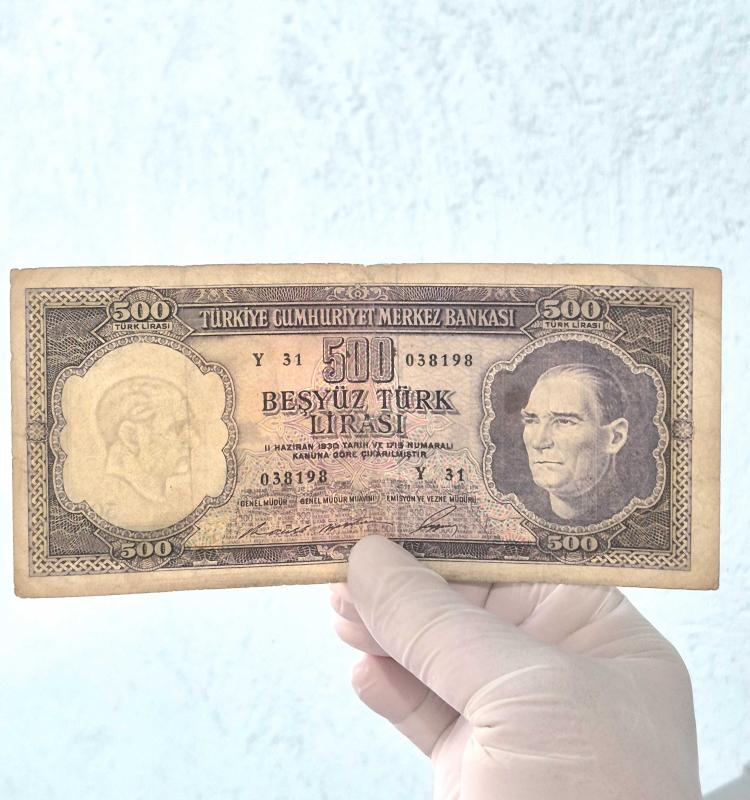 500 TÜRKİYE CUMHURİYET MERKEZ BANKASI 500
TÜRK LİRASI TÜRK LİRASI
Y 31 500 038198
BEŞYÜZ TÜRK
LİRASI
11 HAZİRAN 1930 TARİH VE 1715 NUMARALI
KANUNA GÖRE ÇIKARILMIŞTIR
038198 Y 31
GENEL MÜDÜR GENEL MÜDÜR MUAVİNİ EMİSYON VE VEZNE MÜDÜRÜ
500 500